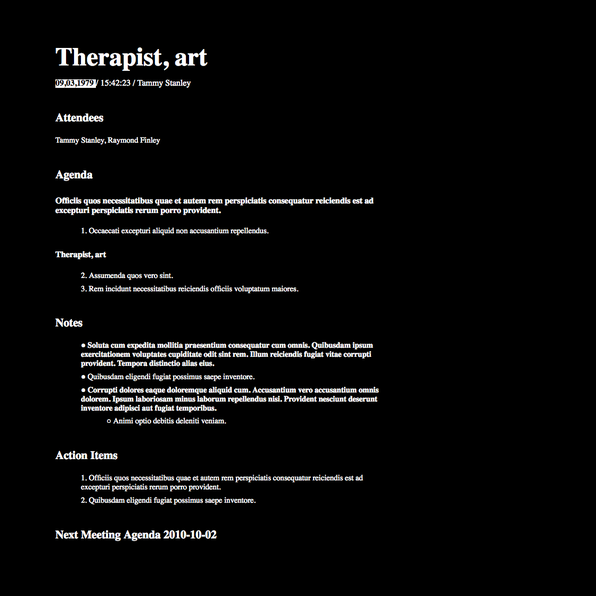 Therapist, art
09,03,1979 / 15:42:23 / Tammy Stanley
Attendees
Tammy Stanley, Raymond Finley
Agenda
Officiis quos necessitatibus quae et autem rem perspiciatis consequatur reiciendis est ad
excepturi perspiciatis rerum porro provident.
1. Occaecati excepturi aliquid non accusantium repellendus.
Therapist, art
2. Assumenda quos vero sint.
3. Rem incidunt necessitatibus reiciendis officiis voluptatum maiores.
Notes
● Soluta cum expedita mollitia praesentium consequatur cum omnis. Quibusdam ipsum
exercitationem voluptates cupiditate odit sint rem. Illum reiciendis fugiat vitae corrupti
provident. Tempora distinctio alias eius.
● Quibusdam eligendi fugiat possimus saepe inventore.
● Corrupti dolores eaque doloremque aliquid cum. Accusantium vero accusantium omnis
dolorem. Ipsum laboriosam minus laborum repellendus nisi. Provident nesciunt deserunt
inventore adipisci aut fugiat temporibus.
○ Animi optio debitis deleniti veniam.
Action Items
1. Officiis quos necessitatibus quae et autem rem perspiciatis consequatur reiciendis est ad
excepturi perspiciatis rerum porro provident.
2. Quibusdam eligendi fugiat possimus saepe inventore.
Next Meeting Agenda 2010-10-02